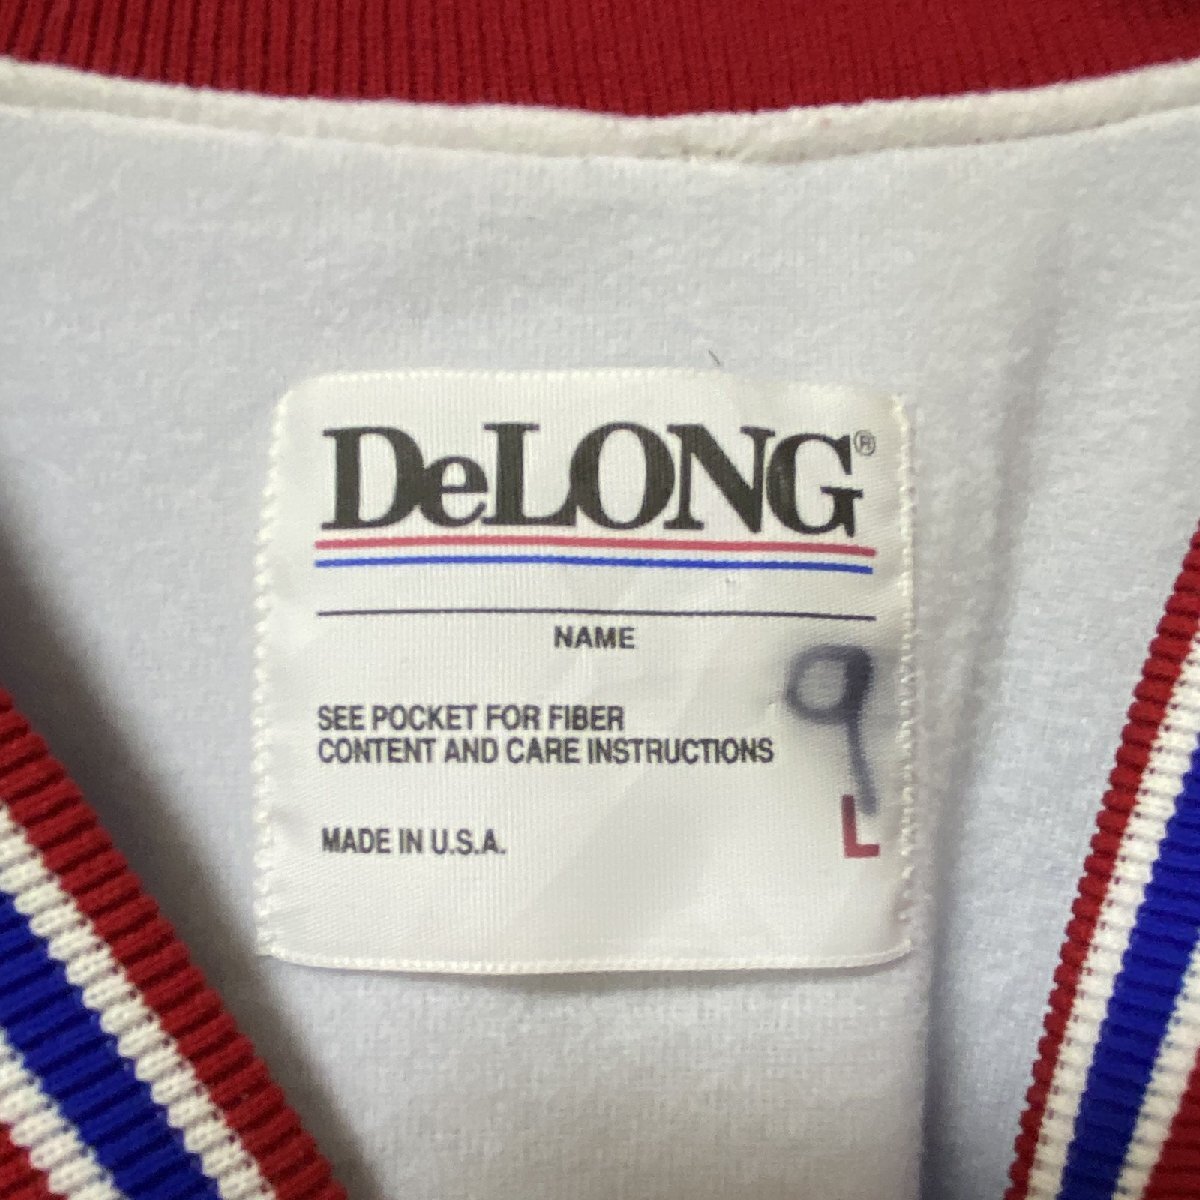 DeLONG®
NAME
9
SEE POCKET FOR FIBER
CONTENT AND CARE INSTRUCTIONS
MADE IN U.S.A.
L